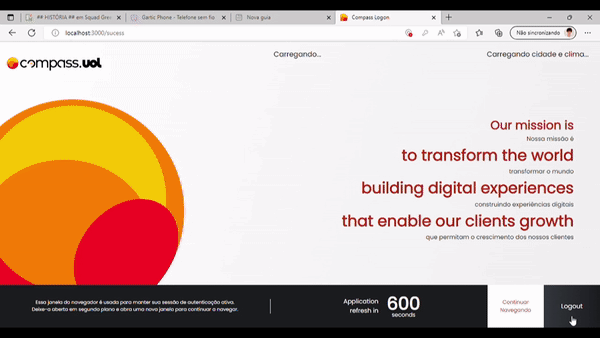 ## HISTÓRIA ## em Squad Gree
Gartic Phone - Telefone sem fio
Nova guia
Compass Logon
localhost:3000/sucess
Não sincronizando
compass.uol
Carregando...
Carregando cidade e clima...
Our mission is
Nossa missão é
to transform the world
transformar o mundo
building digital experiences
construindo experiências digitais
that enable our clients growth
que permitam o crescimento dos nossos clientes
Essa janela do navegador é usada para manter sua sessão de autenticação ativa.
Deixe-a aberta em segundo plano e abra uma nova janela para continuar a navegar.
Application
refresh in
600
seconds
Continuar
Navegando
Logout